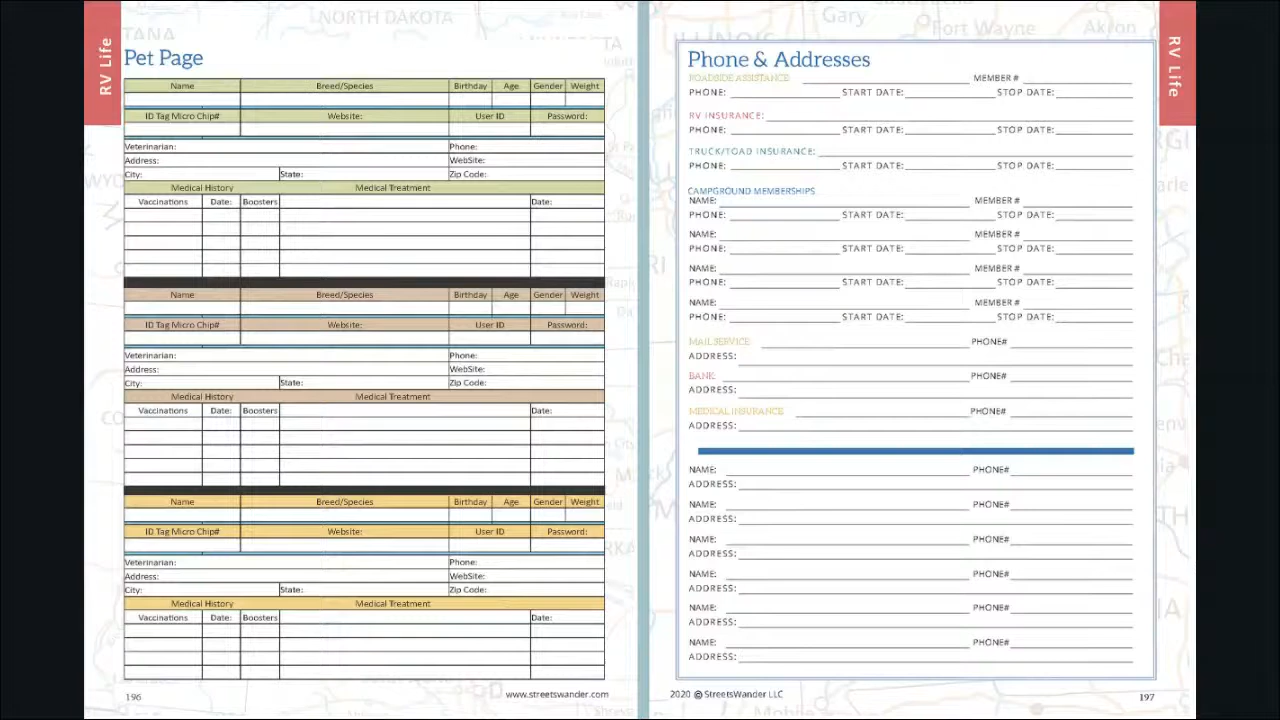 RV Life
Pet Page
Name Breed/Species Birthday Age Gender Weight
ID Tag Micro Chip# Website: User ID Password:
Veterinarian: Phone:
Address: WebSite:
City: State: Zip Code:
Medical History Medical Treatment
Vaccinations Date: Boosters Date:
Name Breed/Species Birthday Age Gender Weight
ID Tag Micro Chip# Website: User ID Password:
Veterinarian: Phone:
Address: WebSite:
City: State: Zip Code:
Medical History Medical Treatment
Vaccinations Date: Boosters Date:
Name Breed/Species Birthday Age Gender Weight
ID Tag Micro Chip# Website: User ID Password:
Veterinarian: Phone:
Address: WebSite:
City: State: Zip Code:
Medical History Medical Treatment
Vaccinations Date: Boosters Date:
196 www.streetswander.com
NORTH DAKOTA
Gary
Fort Wayne
Akron
RV Life
Phone & Addresses
ROADSIDE ASSISTANCE MEMBER #
PHONE: START DATE: STOP DATE:
RV INSURANCE:
PHONE: START DATE: STOP DATE:
TRUCK/TOAD INSURANCE:
PHONE: START DATE: STOP DATE:
CAMPGROUND MEMBERSHIPS
NAME: MEMBER #
PHONE: START DATE: STOP DATE:
NAME: MEMBER #
PHONE: START DATE: STOP DATE:
NAME: MEMBER #
PHONE: START DATE: STOP DATE:
NAME: MEMBER #
PHONE: START DATE: STOP DATE:
MAIL SERVICE: PHONE#
ADDRESS:
BANK: PHONE#
ADDRESS:
MEDICAL INSURANCE PHONE#
ADDRESS:
NAME: PHONE#
ADDRESS:
NAME: PHONE#
ADDRESS:
NAME: PHONE#
ADDRESS:
NAME: PHONE#
ADDRESS:
NAME: PHONE#
ADDRESS:
NAME: PHONE#
ADDRESS:
2020 @ StreetsWander LLC 197